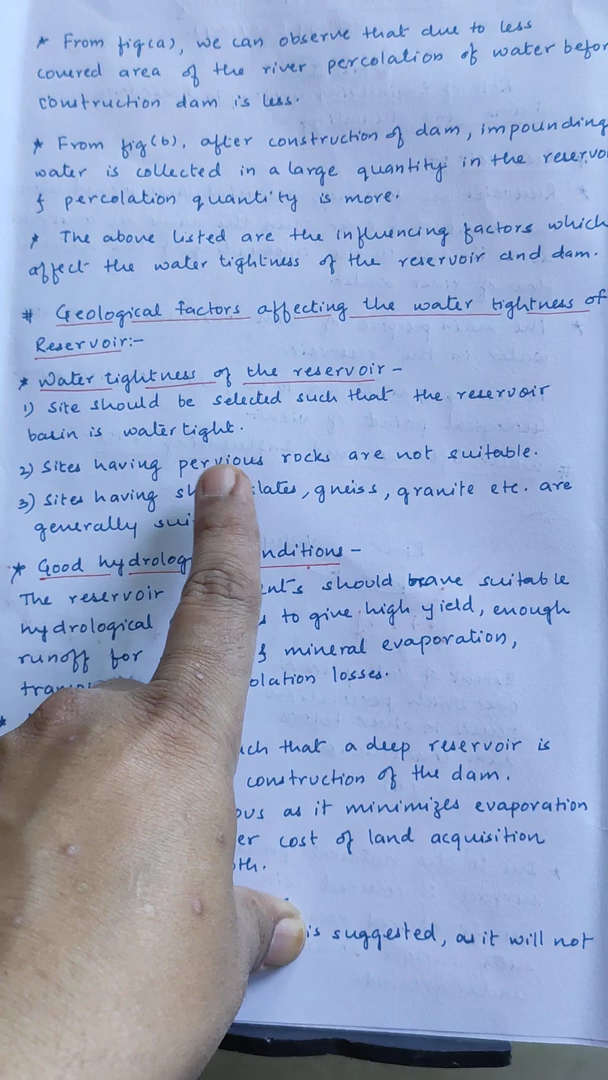 * From fig(a), we can observe that due to less
covered area of the river percolation of water befor
construction dam is less.
* From fig(b), after construction of dam, impounding
water is collected in a large quantity in the reservo
& percolation quantity is more.
* The above listed are the influencing factors which
affect the water tightness of the reservoir and dam.
# Geological factors affecting the water tightness of
Reservoir:-
* Water tightness of the reservoir -
1) Site should be selected such that the reservoir
basin is watertight.
2) Sites having pervious rocks are not suitable.
3) Sites having slates, gneiss, granite etc. are
generally sui
* Good hydrolog nditions -
The reservoir should have suitable
hydrological to give high yield, enough
runoff for & mineral evaporation,
olation losses.
uch that a deep reservoir is
construction of the dam.
ous as it minimizes evaporation
er cost of land acquisition
oth.
is suggested, as it will not